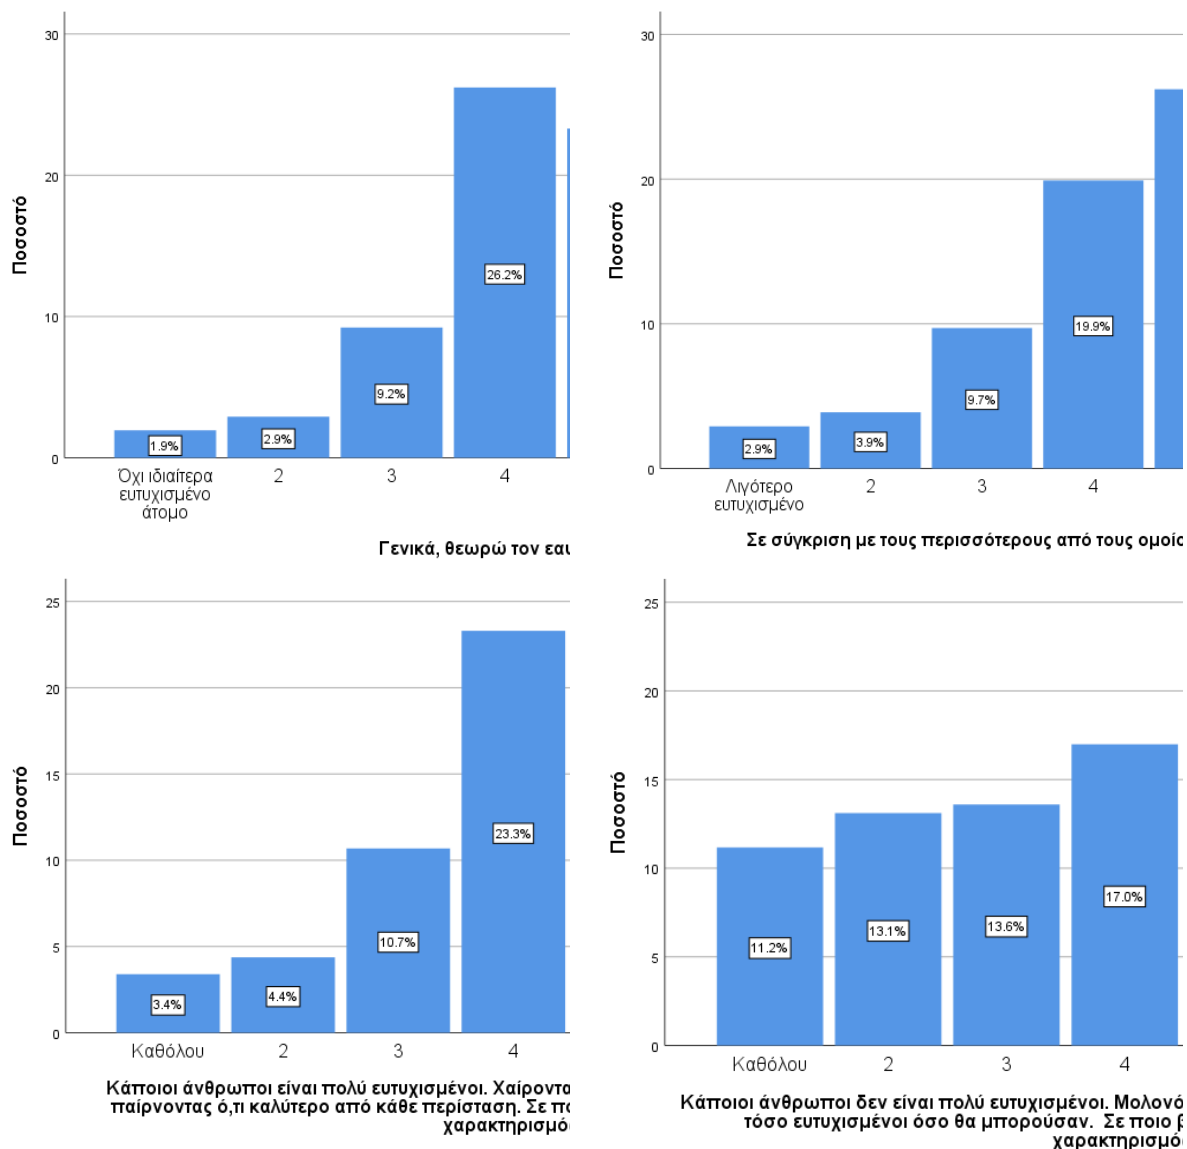 30
20
10
0
Ποσοστό
26.2%
9.2%
2.9%
1.9%
Όχι ιδιαίτερα
ευτυχισμένο
άτομο
2
3
4
Γενικά, θεωρώ τον
30
20
10
0
Ποσοστό
19.9%
9.7%
3.9%
2.9%
Λιγότερο
ευτυχισμένο
2
3
4
Σε σύγκριση με τους περισσότερους από τους
25
20
15
10
5
0
Ποσοστό
23.3%
10.7%
4.4%
3.4%
Καθόλου
2
3
4
Κάποιοι άνθρωποι είναι πολύ ευτυχισμένοι.
παίρνοντας ό,τι καλύτερο από κάθε περίσταση. Σε
25
20
15
10
5
0
Ποσοστό
17.0%
13.6%
13.1%
11.2%
Καθόλου
2
3
4
Κάποιοι άνθρωποι δεν είναι πολύ ευτυχισμένοι.
τόσο ευτυχισμένοι όσο θα μπορούσαν. Σε ποιο